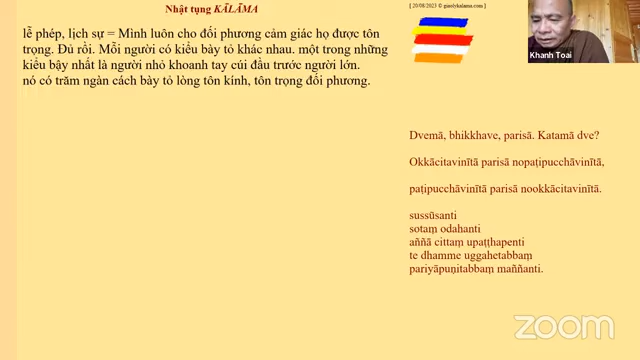 Nhật tụng KĀLĀMA
lễ phép, lịch sự = Mình luôn cho đối phương cảm giác họ được tôn
trọng. Đủ rồi. Mỗi người có kiểu bày tỏ khác nhau. một trong những
kiểu bậy nhất là người nhỏ khoanh tay cúi đầu trước người lớn.
nó có trăm ngàn cách bày tỏ lòng tôn kính, tôn trọng đối phương.
[ 20/08/2023 © giaolykalama.com ]
Khanh Toai
Dvemā, bhikkhave, parisā. Katamā dve?
Okkācitavinītā parisā nopaṭipucchāvinītā,
paṭipucchāvinītā parisā nookkācitavinītā.
sussūsanti
sotaṃ odahanti
aññā cittaṃ upaṭṭhapenti
te dhamme uggahetabbaṃ
pariyāpuṇitabbaṃ maññanti.
zoom